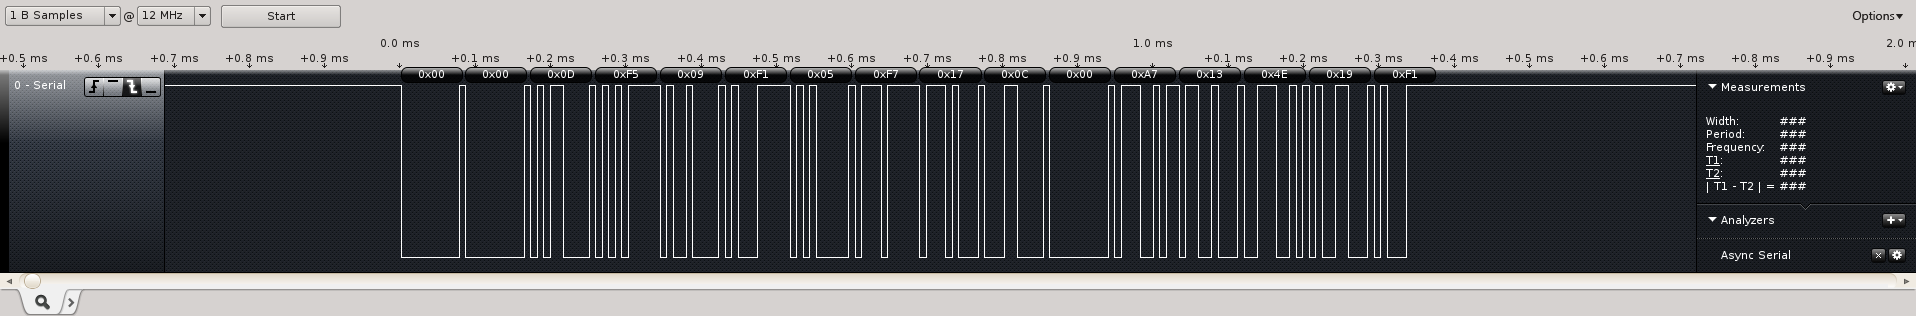 1 B Samples @ 12 MHz Start Options
0.0 ms 1.0 ms 2.0 m
+0.5 ms +0.6 ms +0.7 ms +0.8 ms +0.9 ms +0.1 ms +0.2 ms +0.3 ms +0.4 ms +0.5 ms +0.6 ms +0.7 ms +0.8 ms +0.9 ms +0.1 ms +0.2 ms +0.3 ms +0.4 ms +0.5 ms +0.6 ms +0.7 ms +0.8 ms +0.9 ms
0x00 0x00 0x0D 0xF5 0x09 0xF1 0x05 0xF7 0x17 0x0C 0x00 0xA7 0x13 0x4E 0x19 0xF1
0 - Serial
Measurements
Width: ###
Period: ###
Frequency: ###
T1: ###
T2: ###
| T1 - T2 | = ###
Analyzers
Async Serial